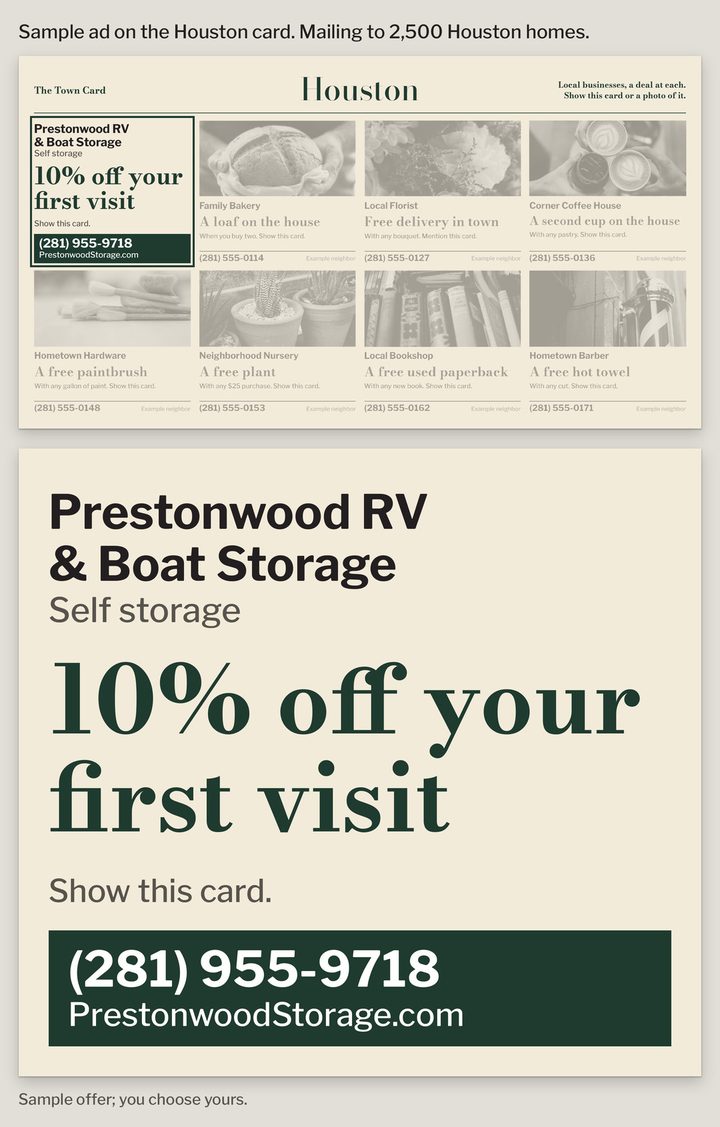 Sample ad on the Houston card. Mailing to 2,500 Houston homes.
The Town Card
Houston
Local businesses, a deal at each.
Show this card or a photo of it.
Prestonwood RV
& Boat Storage
Self storage
10% off your
first visit
Show this card.
(281) 955-9718
PrestonwoodStorage.com
Family Bakery
A loaf on the house
When you buy two. Show this card.
(281) 555-0114
Example neighbor
Local Florist
Free delivery in town
With any bouquet. Mention this card.
(281) 555-0127
Example neighbor
Corner Coffee House
A second cup on the house
With any pastry. Show this card.
(281) 555-0136
Example neighbor
Hometown Hardware
A free paintbrush
With any gallon of paint. Show this card.
(281) 555-0148
Example neighbor
Neighborhood Nursery
A free plant
With any $25 purchase. Show this card.
(281) 555-0153
Example neighbor
Local Bookshop
A free used paperback
With any new book. Show this card.
(281) 555-0162
Example neighbor
Hometown Barber
A free hot towel
With any cut. Show this card.
(281) 555-0171
Example neighbor
Prestonwood RV
& Boat Storage
Self storage
10% off your
first visit
Show this card.
(281) 955-9718
PrestonwoodStorage.com
Sample offer; you choose yours.